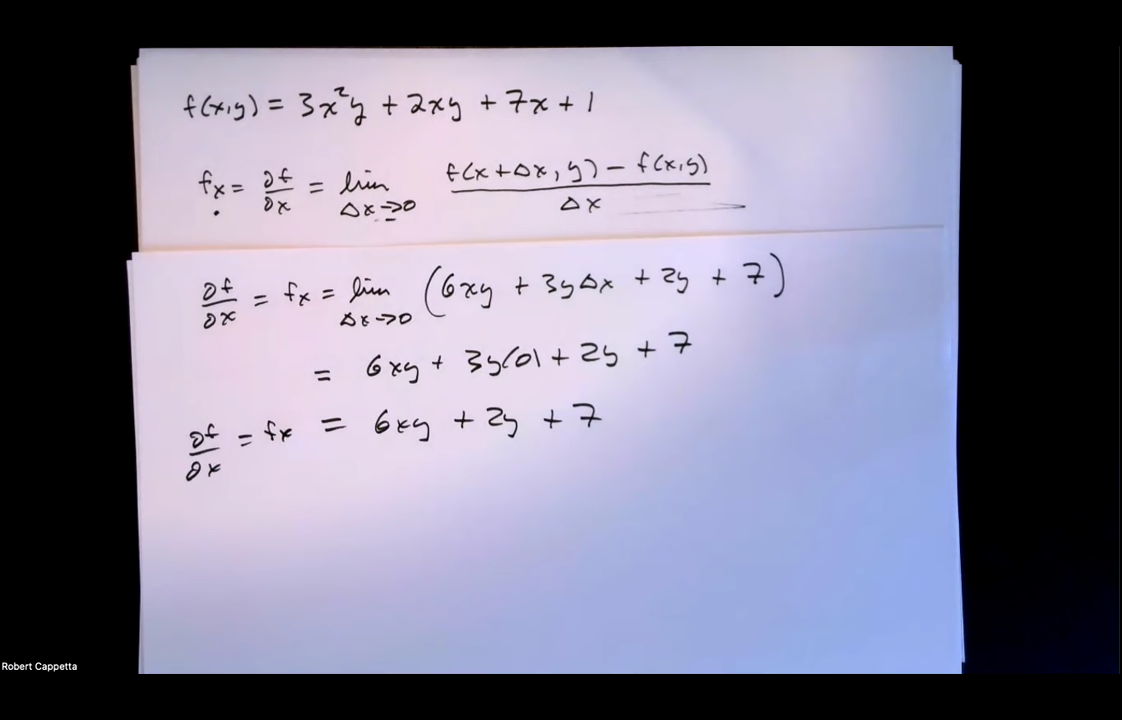 f(x,y) = 3x²y + 2xy + 7x + 1
fx = ∂f/∂x = lim Δx→0 (f(x+Δx, y) − f(x,y))/Δx
∂f/∂x = fx = lim Δx→0 (6xy + 3yΔx + 2y + 7)
= 6xy + 3y(0) + 2y + 7
∂f/∂x = fx = 6xy + 2y + 7
Robert Cappetta